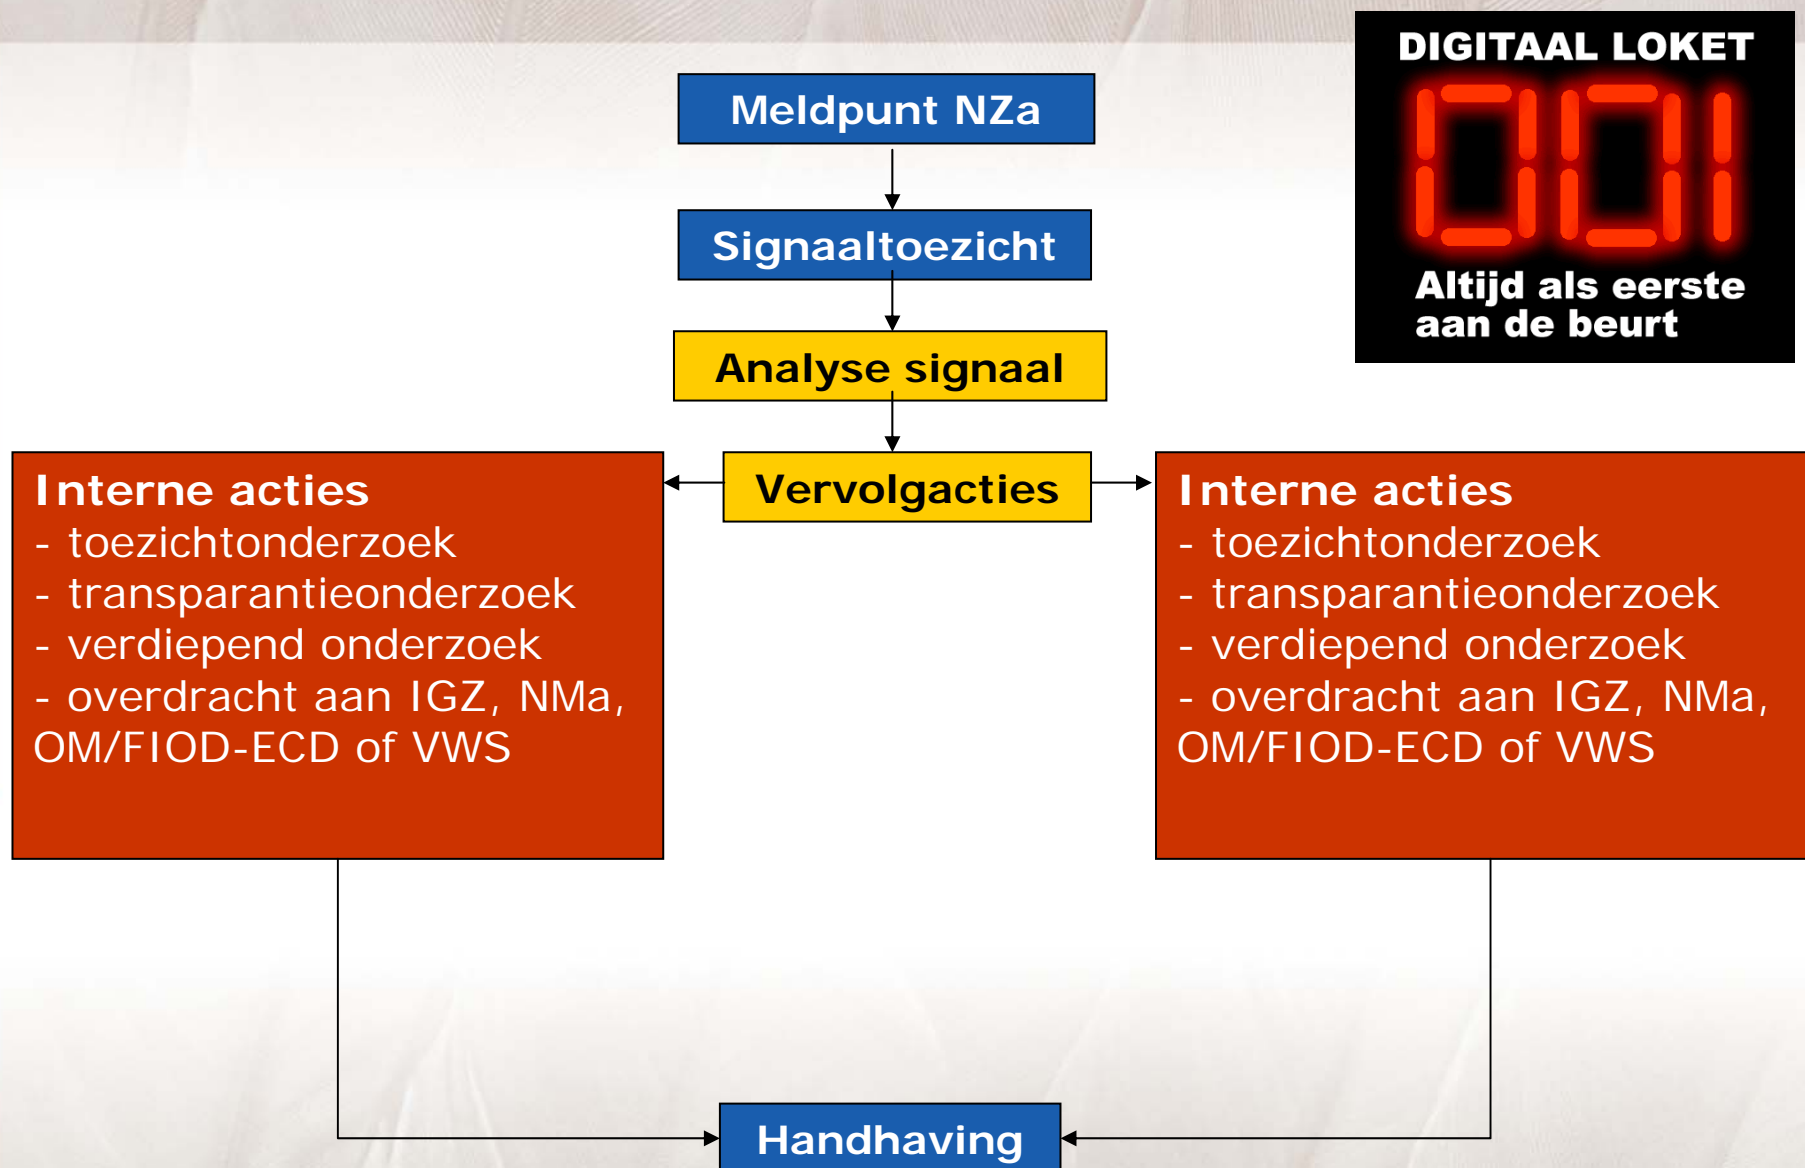 DIGITAAL LOKET
001
Altijd als eerste
aan de beurt
Meldpunt NZa
Signaaltoezicht
Analyse signaal
Vervolgacties
Interne acties
- toezichtonderzoek
- transparantieonderzoek
- verdiepend onderzoek
- overdracht aan IGZ, NMa,
OM/FIOD-ECD of VWS
Interne acties
- toezichtonderzoek
- transparantieonderzoek
- verdiepend onderzoek
- overdracht aan IGZ, NMa,
OM/FIOD-ECD of VWS
Handhaving